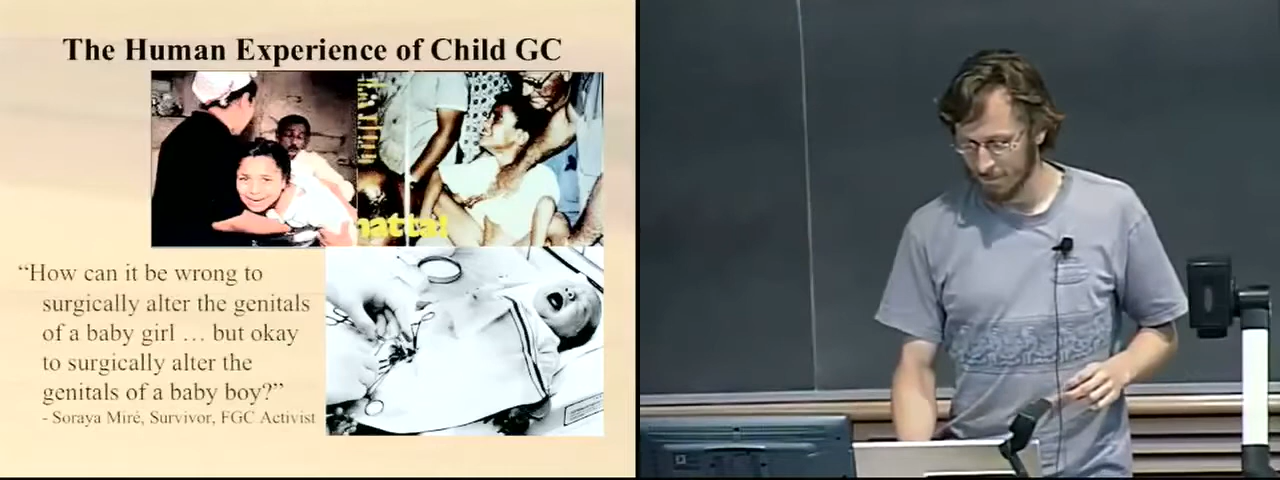 The Human Experience of Child GC
hattal
“How can it be wrong to
surgically alter the genitals
of a baby girl … but okay
to surgically alter the
genitals of a baby boy?”
- Soraya Miré, Survivor, FGC Activist